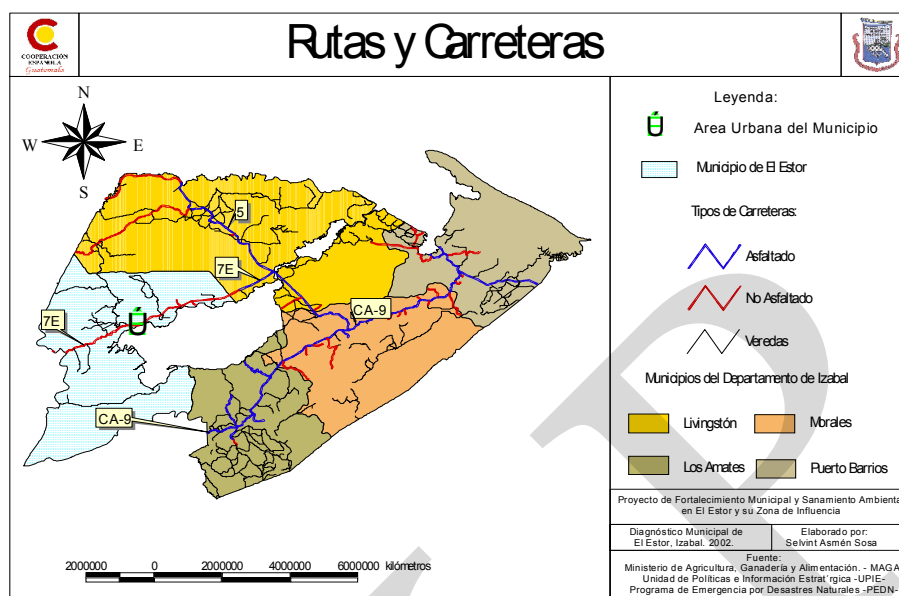 COOPERACIÓN
ESPAÑOLA
Guatemala
Rutas y Carreteras
N
W
E
S
5
7E
7E
CA-9
CA-9
2000000 0 2000000 4000000 6000000 kilómetros
Leyenda:
Area Urbana del Municipio
Municipio de El Estor
Tipos de Carreteras:
Asfaltado
No Asfaltado
Veredas
Municipios del Departamento de Izabal
Livingstón
Morales
Los Amates
Puerto Barrios
Proyecto de Fortalecimiento Municipal y Sanamiento Ambienta
en El Estor y su Zona de Influencia
Diagnóstico Municipal de
El Estor, Izabal. 2002.
Elaborado por:
Selvint Asmén Sosa
Fuente:
Ministerio de Agricultura, Ganadería y Alimentación. - MAGA
Unidad de Políticas e Información Estrat´rgica -UPIE-
Programa de Emergencia por Desastres Naturales -PEDN-